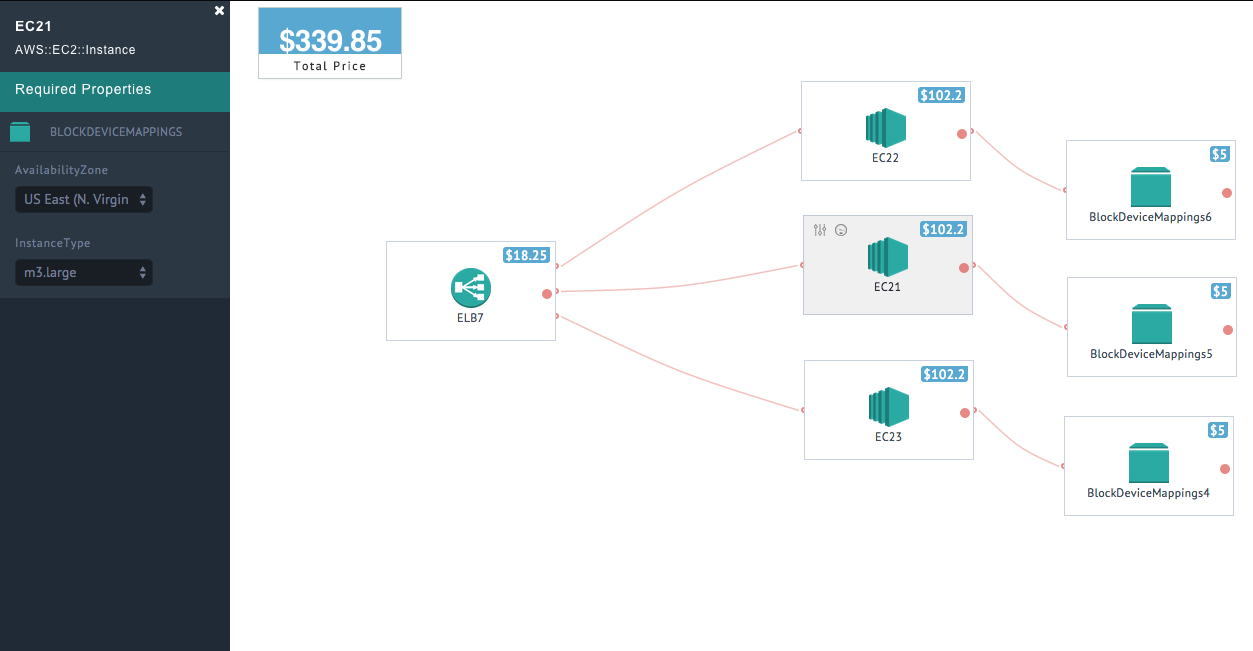 EC21
AWS::EC2::Instance
Required Properties
BLOCKDEVICEMAPPINGS
AvailabilityZone
US East (N. Virgin
InstanceType
m3.large
$339.85
Total Price
$18.25
ELB7
$102.2
EC22
$102.2
EC21
$102.2
EC23
$5
BlockDeviceMappings6
$5
BlockDeviceMappings5
$5
BlockDeviceMappings4